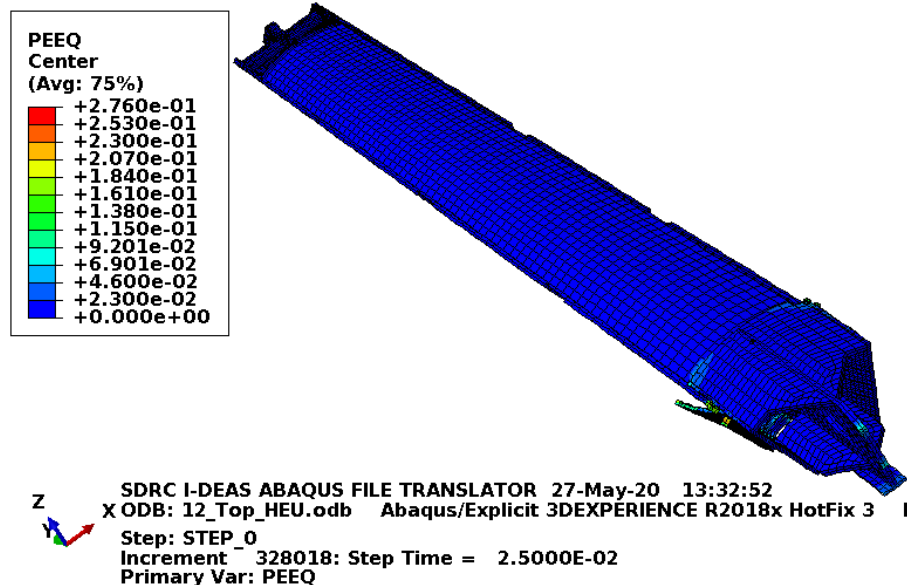 PEEQ
Center
(Avg: 75%)
+2.760e-01
+2.530e-01
+2.300e-01
+2.070e-01
+1.840e-01
+1.610e-01
+1.380e-01
+1.150e-01
+9.201e-02
+6.901e-02
+4.600e-02
+2.300e-02
+0.000e+00
SDRC I-DEAS ABAQUS FILE TRANSLATOR 27-May-20 13:32:52
ODB: 12_Top_HEU.odb Abaqus/Explicit 3DEXPERIENCE R2018x HotFix 3
Step: STEP_0
Increment 328018: Step Time = 2.5000E-02
Primary Var: PEEQ
Z
Y
X